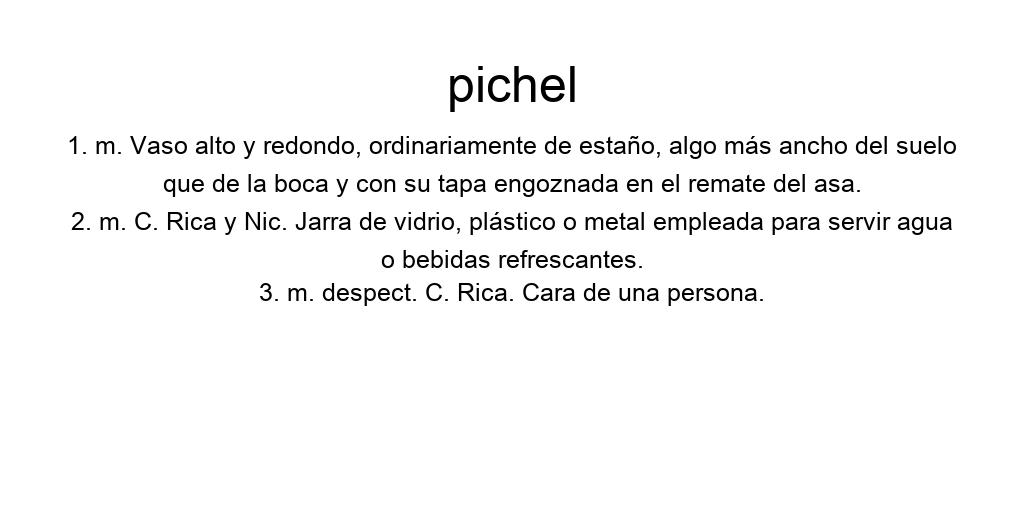 pichel
1. m. Vaso alto y redondo, ordinariamente de estaño, algo más ancho del suelo
que de la boca y con su tapa engoznada en el remate del asa.
2. m. C. Rica y Nic. Jarra de vidrio, plástico o metal empleada para servir agua
o bebidas refrescantes.
3. m. despect. C. Rica. Cara de una persona.